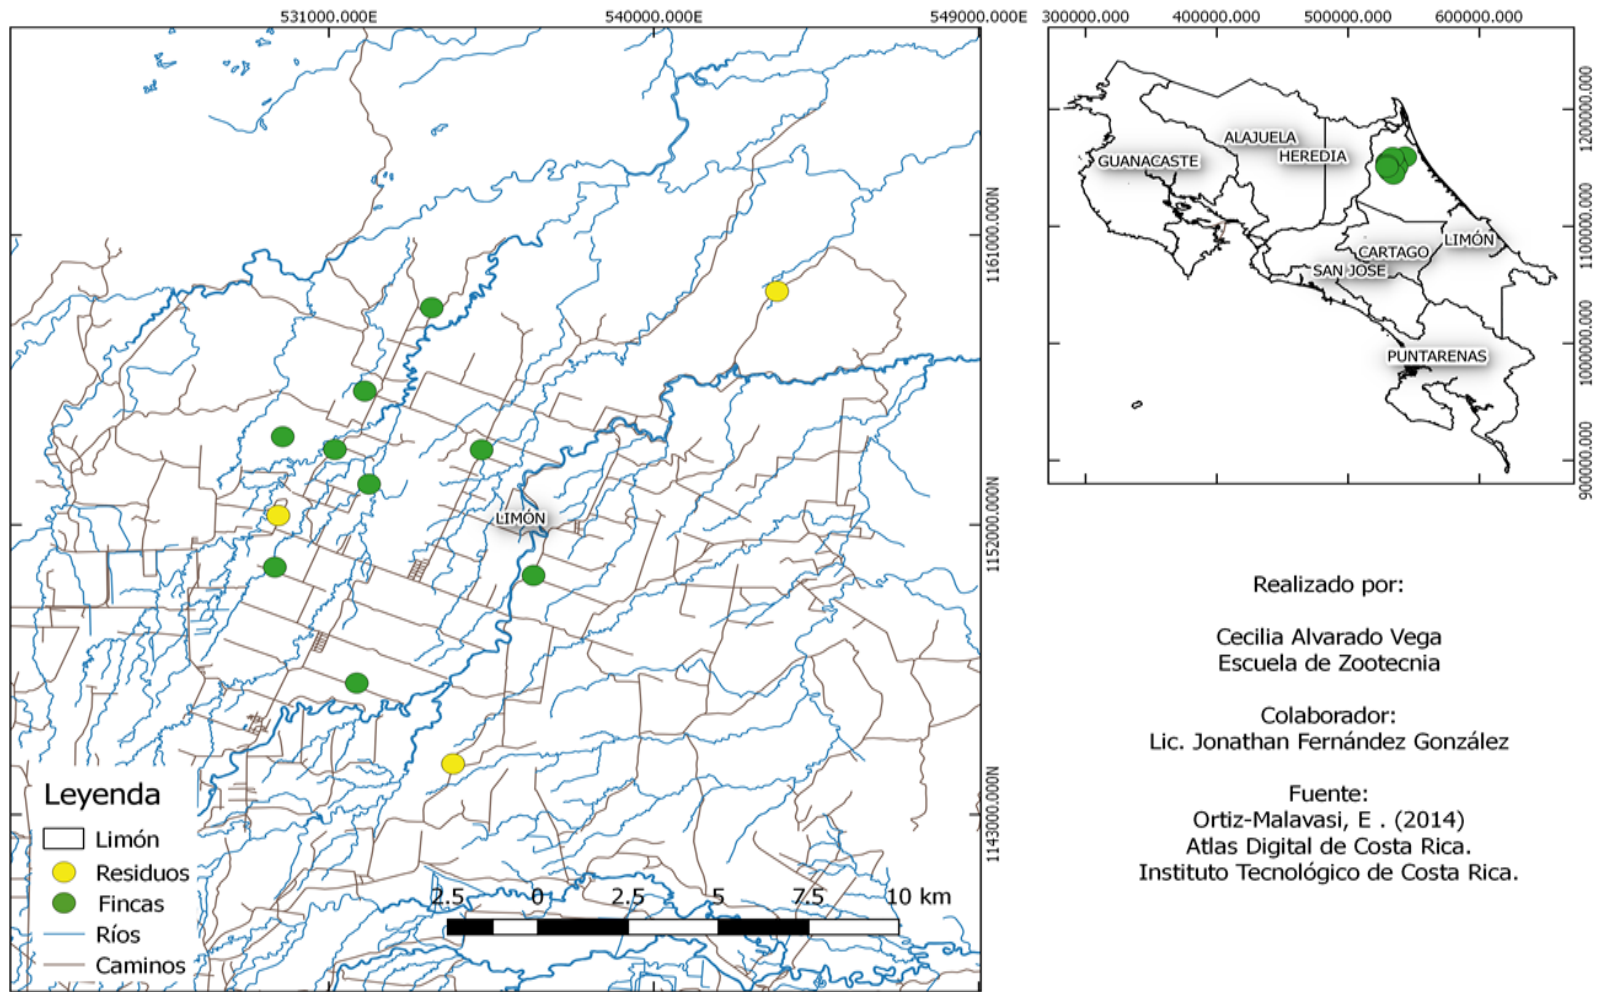 531000.000E
540000.000E
549000.000E
1161000.000N
1152000.000N
1143000.000N
LIMÓN
Leyenda
Limón
Residuos
Fincas
Ríos
Caminos
2.5 0 2.5 5 7.5 10 km
300000.000
400000.000
500000.000
600000.000
1200000.000
1100000.000
1000000.000
900000.000
ALAJUELA
GUANACASTE
HEREDIA
LIMÓN
CARTAGO
SAN JOSE
PUNTARENAS
Realizado por:
Cecilia Alvarado Vega
Escuela de Zootecnia
Colaborador:
Lic. Jonathan Fernández González
Fuente:
Ortiz-Malavasi, E . (2014)
Atlas Digital de Costa Rica.
Instituto Tecnológico de Costa Rica.